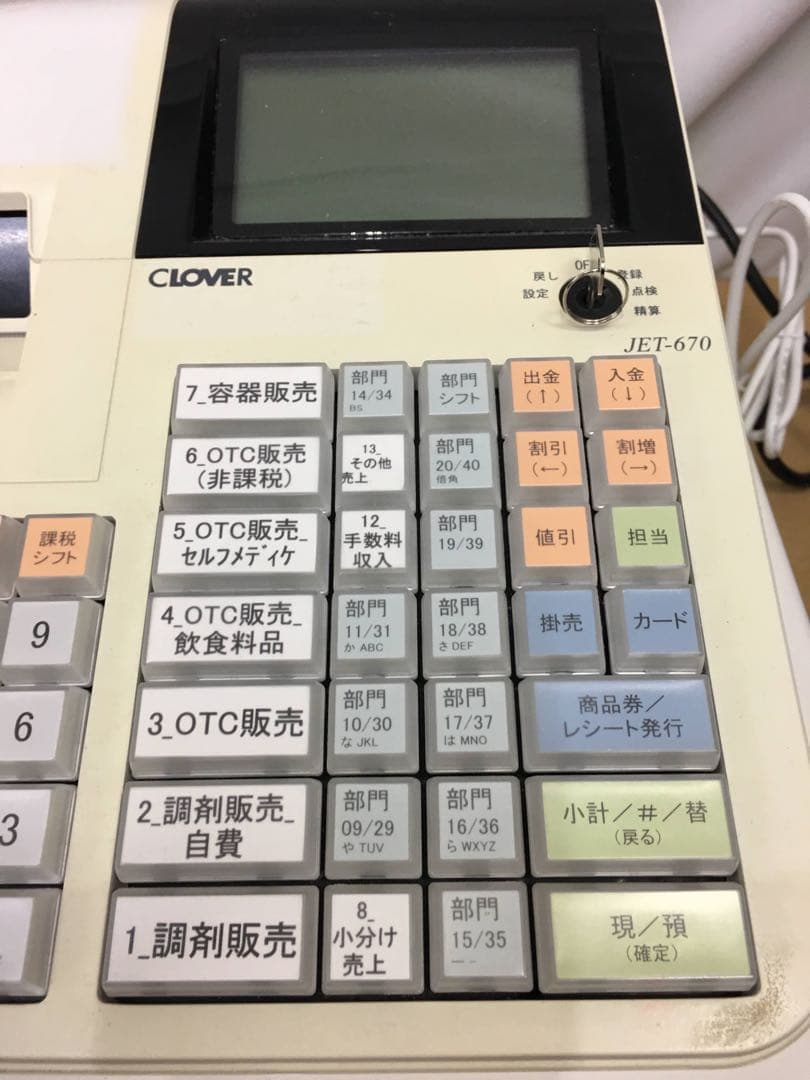 CLOVER
戻し
OFF
登録
設定
点検
精算
JET-670
7_容器販売
部門
14/34
BS
部門
シフト
出金
(↑)
入金
(↓)
6_OTC販売
(非課税)
13_
その他
売上
部門
20/40
倍角
割引
(←)
割増
(→)
課税
シフト
5_OTC販売_
セルフメディケ
12_
手数料
収入
部門
19/39
値引
担当
9
4_OTC販売_
飲食料品
部門
11/31
か ABC
部門
18/38
さ DEF
掛売
カード
6
3_OTC販売
部門
10/30
な JKL
部門
17/37
は MNO
商品券/
レシート発行
3
2_調剤販売_
自費
部門
09/29
や TUV
部門
16/36
ら WXYZ
小計/#/替
(戻る)
1_調剤販売
8_
小分け
売上
部門
15/35
現/預
(確定)